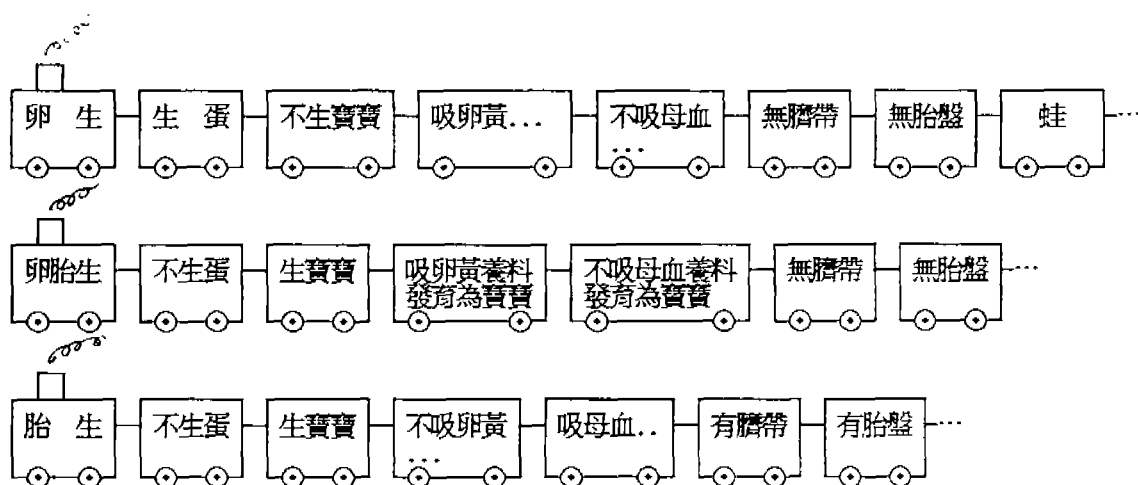 卵生 生蛋 不生寶寶 吸卵黃... 不吸母血... 無臍帶 無胎盤 蛙 ...
卵胎生 不生蛋 生寶寶 吸卵黃養料發育為寶寶 不吸母血養料發育為寶寶 無臍帶 無胎盤 ...
胎生 不生蛋 生寶寶 不吸卵黃... 吸母血.. 有臍帶 有胎盤 ...